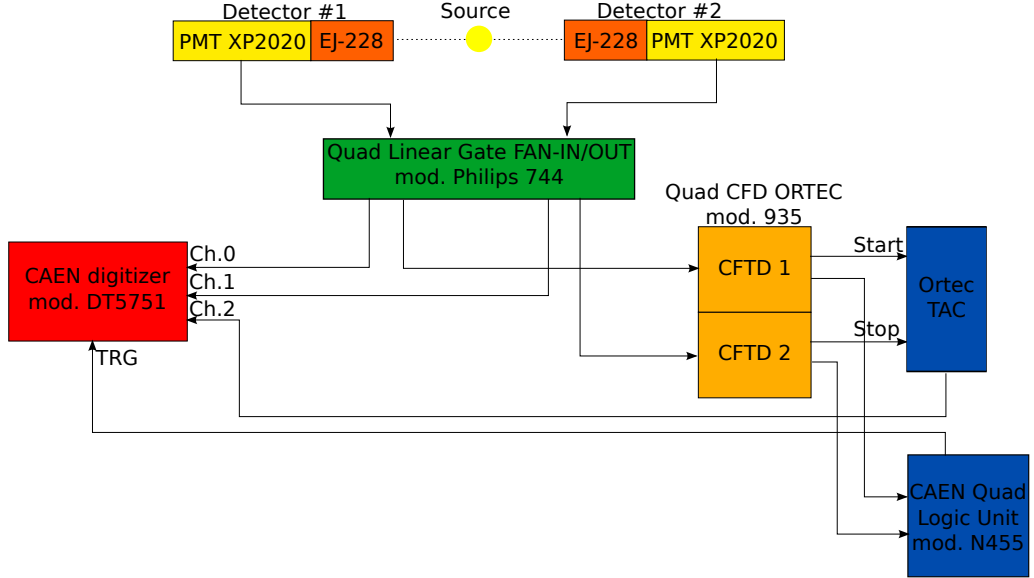 Detector #1
Source
Detector #2
PMT XP2020
EJ-228
EJ-228
PMT XP2020
Quad Linear Gate FAN-IN/OUT
mod. Philips 744
Quad CFD ORTEC
mod. 935
CAEN digitizer
mod. DT5751
Ch.0
Ch.1
Ch.2
TRG
CFTD 1
CFTD 2
Start
Stop
Ortec
TAC
CAEN Quad
Logic Unit
mod. N455